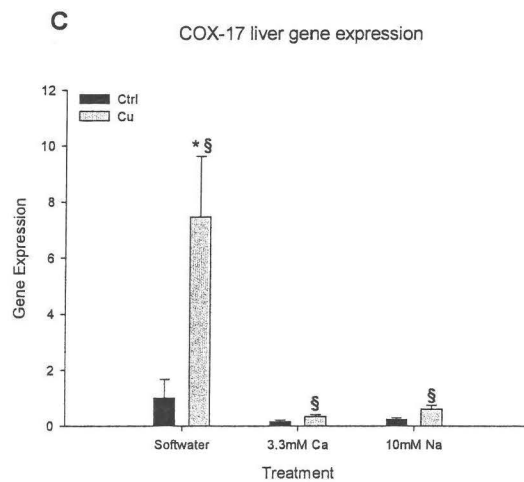 C
COX-17 liver gene expression
Ctrl
Cu
12
10
8
6
4
2
0
Gene Expression
* §
§
§
Softwater 3.3mM Ca 10mM Na
Treatment